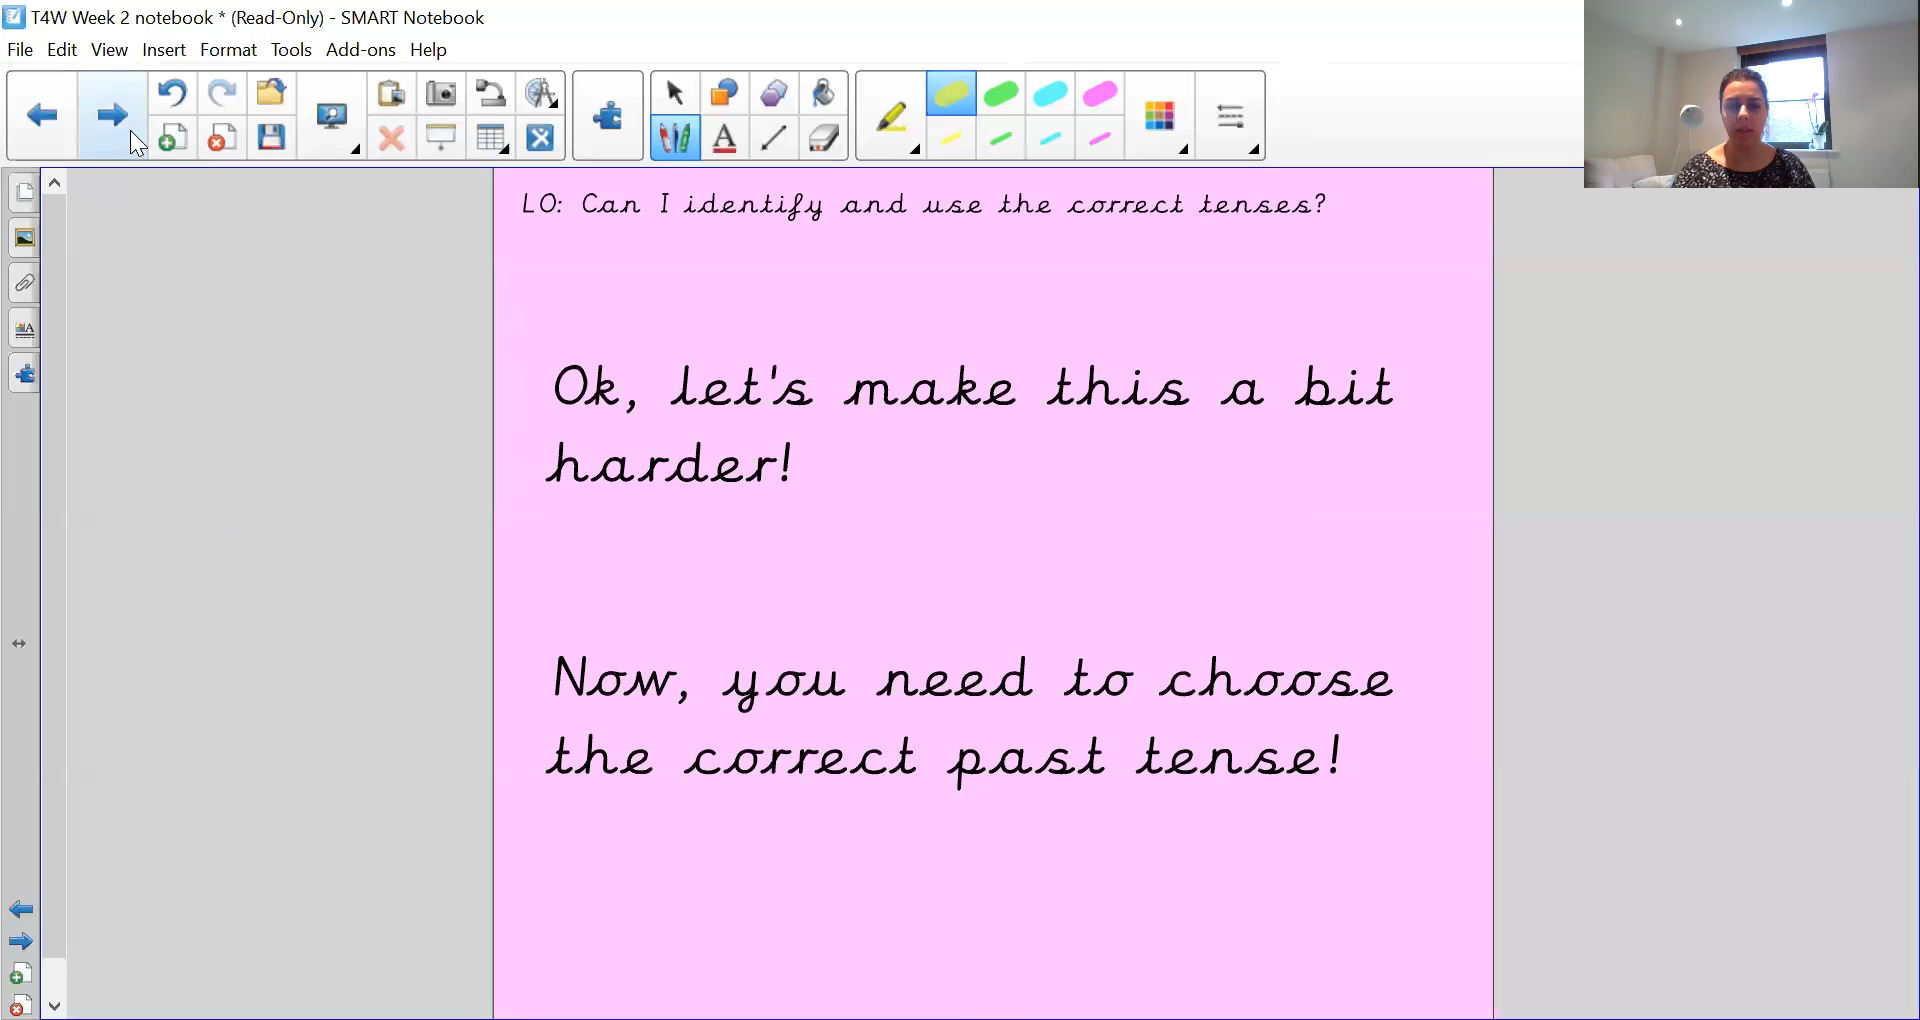 T4W Week 2 notebook * (Read-Only) - SMART Notebook
File Edit View Insert Format Tools Add-ons Help
LO: Can I identify and use the correct tenses?
Ok, let's make this a bit
harder!
Now, you need to choose
the correct past tense!